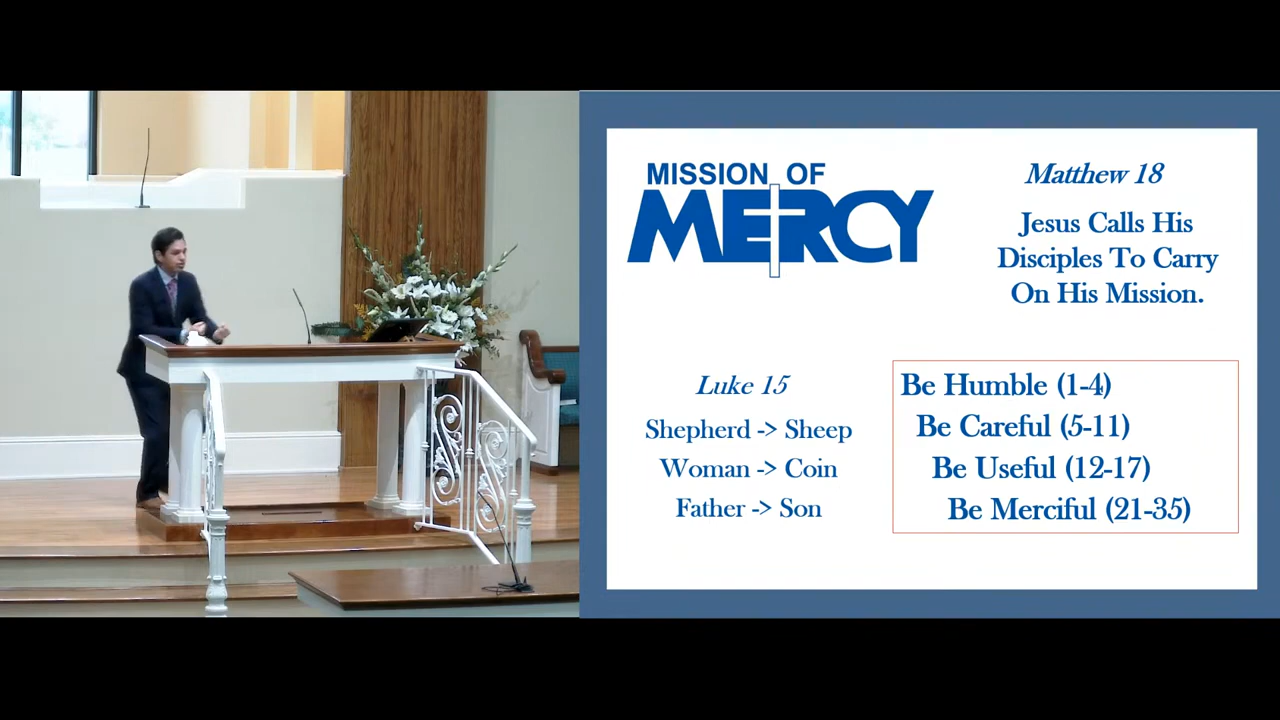 MISSION OF
MERCY
Matthew 18
Jesus Calls His
Disciples To Carry
On His Mission.
Luke 15
Shepherd -> Sheep
Woman -> Coin
Father -> Son
Be Humble (1-4)
Be Careful (5-11)
Be Useful (12-17)
Be Merciful (21-35)